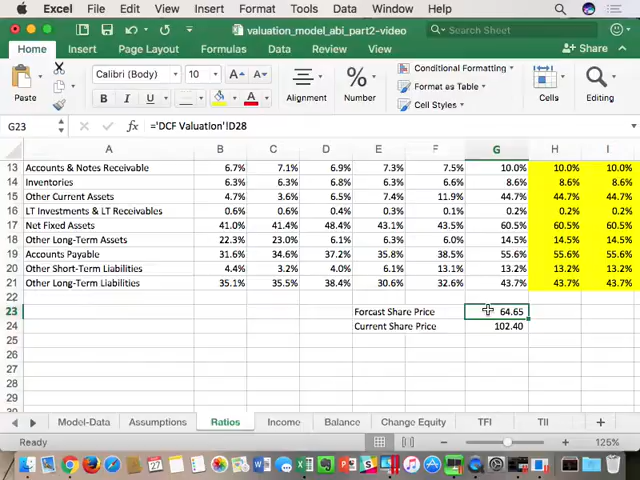 Excel File Edit View Insert Format Tools Data Window Help
valuation_model_abi_part2-video
Search Sheet
Home Insert Page Layout Formulas Data Review View Share
Paste
Calibri (Body) 10 A A
B I U A
Alignment
%
Number
Conditional Formatting
Format as Table
Cell Styles
Cells
Editing
G23 fx ='DCF Valuation'!D28
A B C D E F G H I
13 Accounts & Notes Receivable 6.7% 7.1% 6.9% 7.3% 7.5% 10.0% 10.0% 10.0%
14 Inventories 6.3% 6.3% 6.8% 6.3% 6.6% 8.6% 8.6% 8.6%
15 Other Current Assets 4.7% 3.6% 6.5% 7.4% 11.9% 44.7% 44.7% 44.7%
16 LT Investments & LT Receivables 0.6% 0.6% 0.4% 0.3% 0.1% 0.2% 0.2% 0.2%
17 Net Fixed Assets 41.0% 41.4% 48.4% 43.1% 43.5% 60.5% 60.5% 60.5%
18 Other Long-Term Assets 22.3% 23.0% 6.1% 6.3% 6.0% 14.5% 14.5% 14.5%
19 Accounts Payable 31.6% 34.6% 37.2% 35.8% 38.5% 55.6% 55.6% 55.6%
20 Other Short-Term Liabilities 4.4% 3.2% 4.0% 6.1% 13.1% 13.2% 13.2% 13.2%
21 Other Long-Term Liabilities 35.1% 35.5% 38.4% 30.6% 32.6% 43.7% 43.7% 43.7%
22
23 Forcast Share Price 64.65
24 Current Share Price 102.40
25
26
27
28
29
Model-Data Assumptions Ratios Income Balance Change Equity TFI TII +
Ready 125%